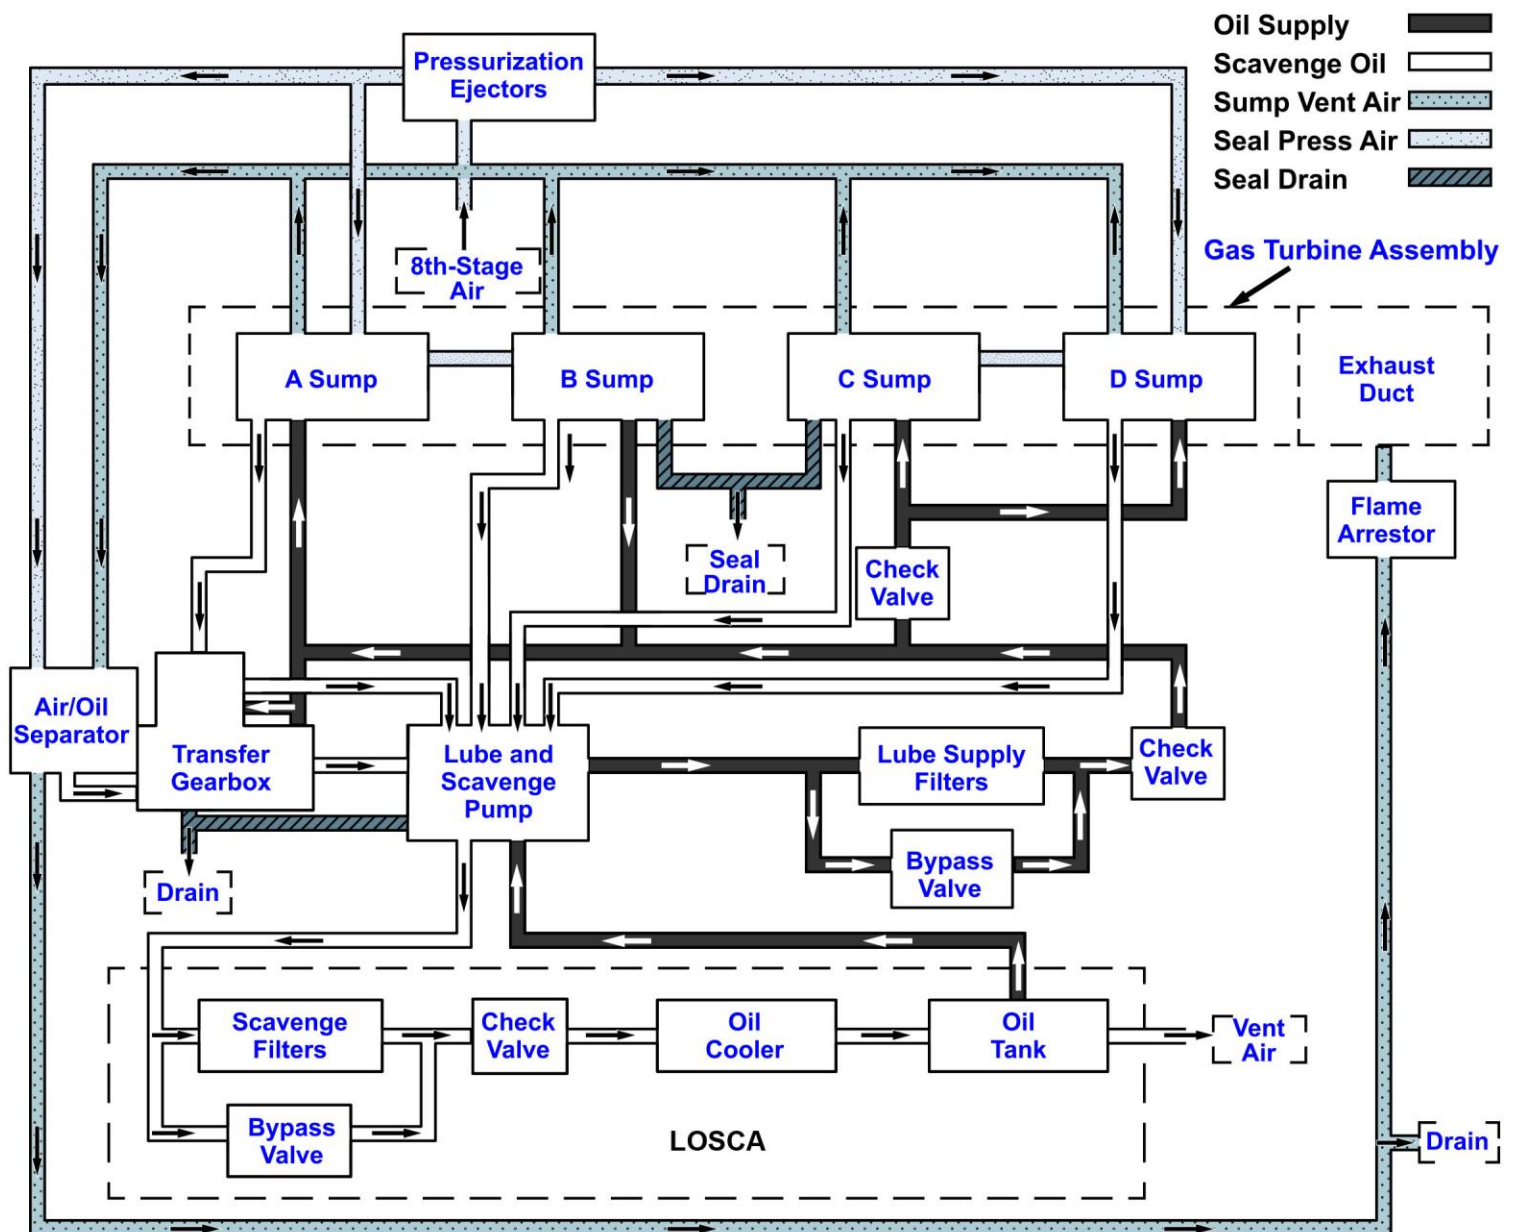 Oil Supply
Scavenge Oil
Sump Vent Air
Seal Press Air
Seal Drain
Pressurization
Ejectors
8th-Stage
Air
Gas Turbine Assembly
A Sump
B Sump
C Sump
D Sump
Exhaust
Duct
Flame
Arrestor
Seal
Drain
Check
Valve
Air/Oil
Separator
Transfer
Gearbox
Lube and
Scavenge
Pump
Lube Supply
Filters
Check
Valve
Bypass
Valve
Drain
Scavenge
Filters
Check
Valve
Oil
Cooler
Oil
Tank
Vent
Air
Bypass
Valve
LOSCA
Drain